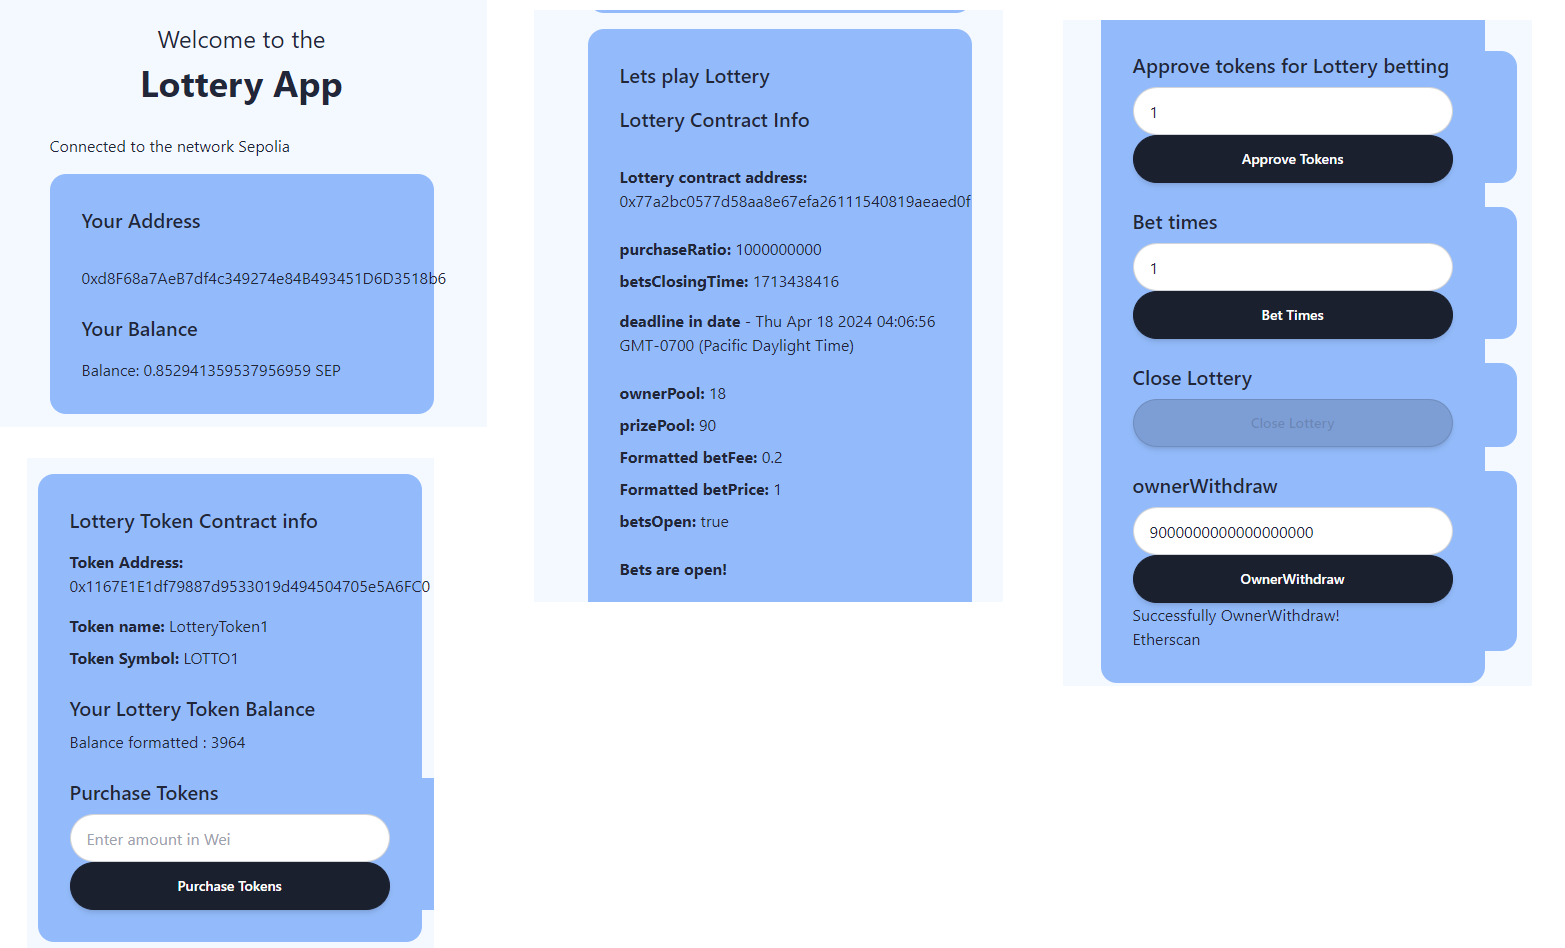 Welcome to the
Lottery App
Connected to the network Sepolia
Your Address
0xd8F68a7AeB7df4c349274e84B493451D6D3518b6
Your Balance
Balance: 0.852941359537956959 SEP
Lottery Token Contract info
Token Address:
0x1167E1E1df79887d9533019d494504705e5A6FC0
Token name: LotteryToken1
Token Symbol: LOTTO1
Your Lottery Token Balance
Balance formatted : 3964
Purchase Tokens
Enter amount in Wei
Purchase Tokens
Lets play Lottery
Lottery Contract Info
Lottery contract address:
0x77a2bc0577d58aa8e67efa26111540819aeaed0f
purchaseRatio: 1000000000
betsClosingTime: 1713438416
deadline in date - Thu Apr 18 2024 04:06:56
GMT-0700 (Pacific Daylight Time)
ownerPool: 18
prizePool: 90
Formatted betFee: 0.2
Formatted betPrice: 1
betsOpen: true
Bets are open!
Approve tokens for Lottery betting
1
Approve Tokens
Bet times
1
Bet Times
Close Lottery
Close Lottery
ownerWithdraw
9000000000000000000
OwnerWithdraw
Successfully OwnerWithdraw!
Etherscan